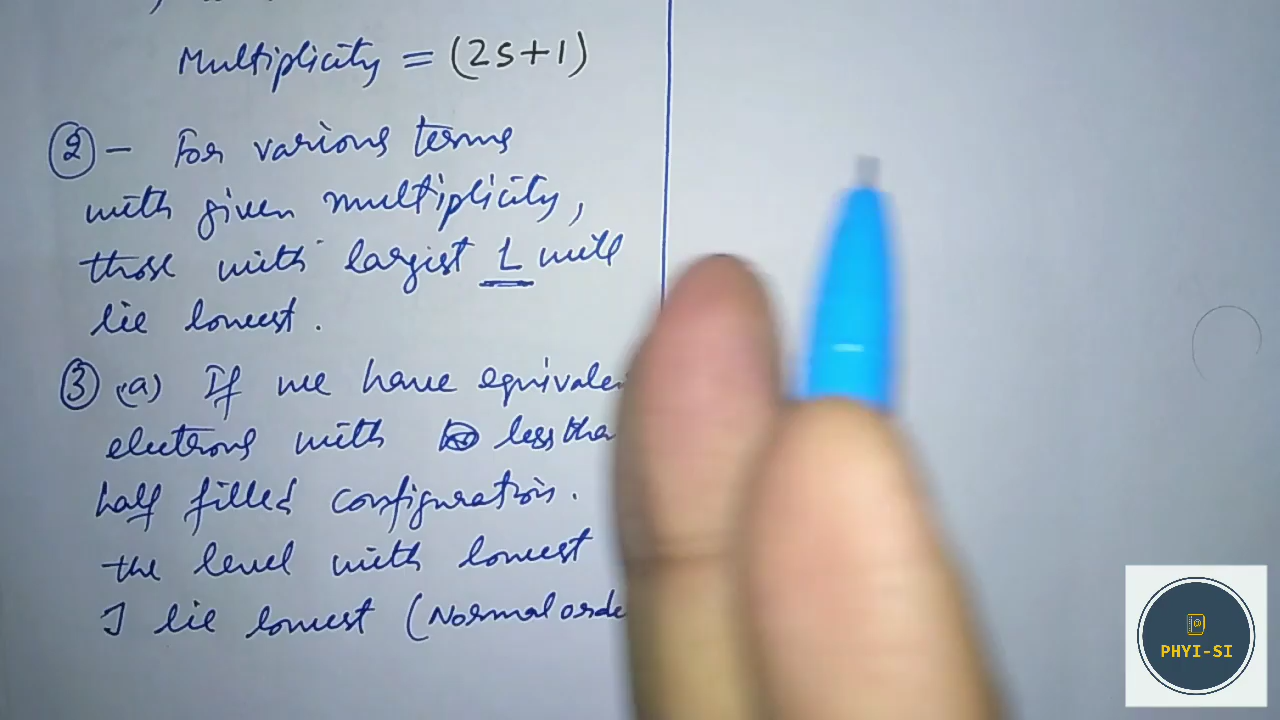 Multiplicity = (2S+1)
② - For various terms
with given multiplicity,
those with largest L will
lie lowest.
③ (a) If we have equivale
electrons with less tha
half filled configuration.
the level with lowest
J lie lowest (Normal orde
PHYI-SI